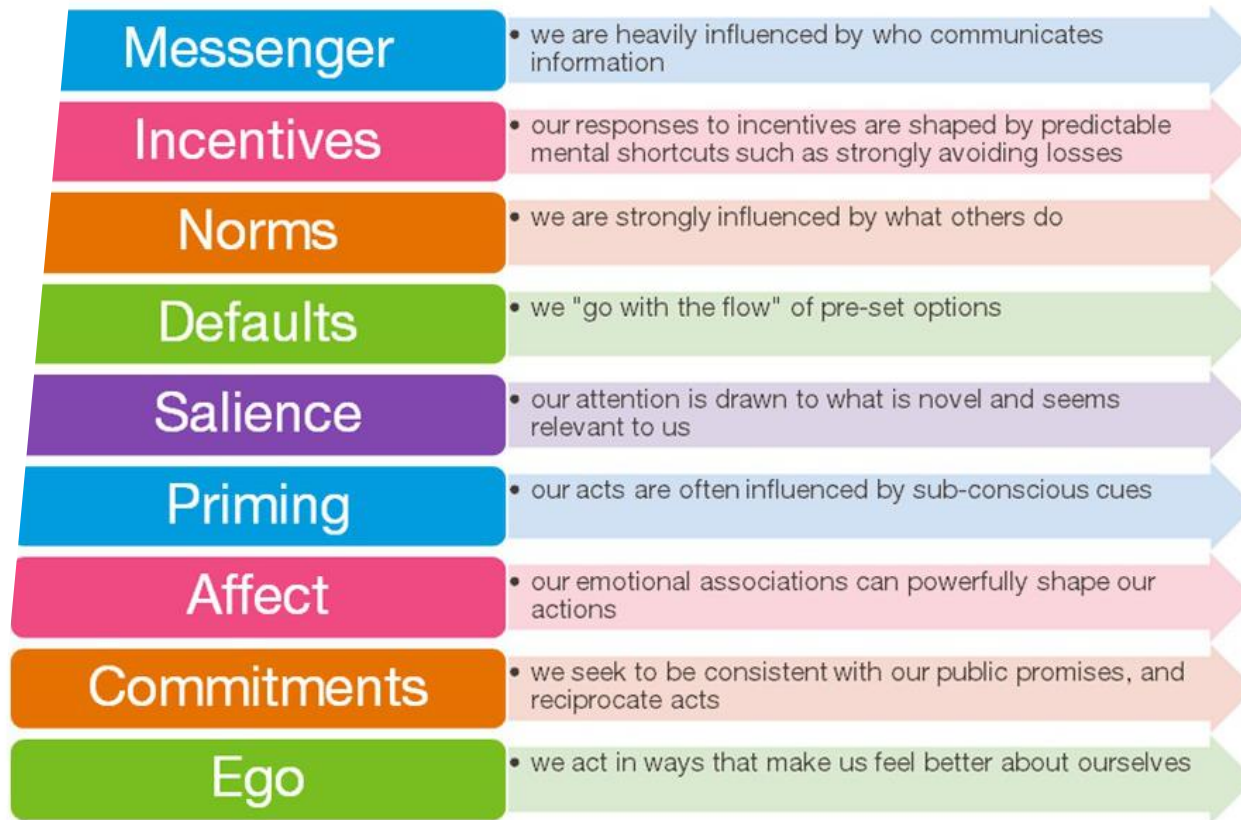 Messenger
• we are heavily influenced by who communicates
information
Incentives
• our responses to incentives are shaped by predictable
mental shortcuts such as strongly avoiding losses
Norms
• we are strongly influenced by what others do
Defaults
• we "go with the flow" of pre-set options
Salience
• our attention is drawn to what is novel and seems
relevant to us
Priming
• our acts are often influenced by sub-conscious cues
Affect
• our emotional associations can powerfully shape our
actions
Commitments
• we seek to be consistent with our public promises, and
reciprocate acts
Ego
• we act in ways that make us feel better about ourselves